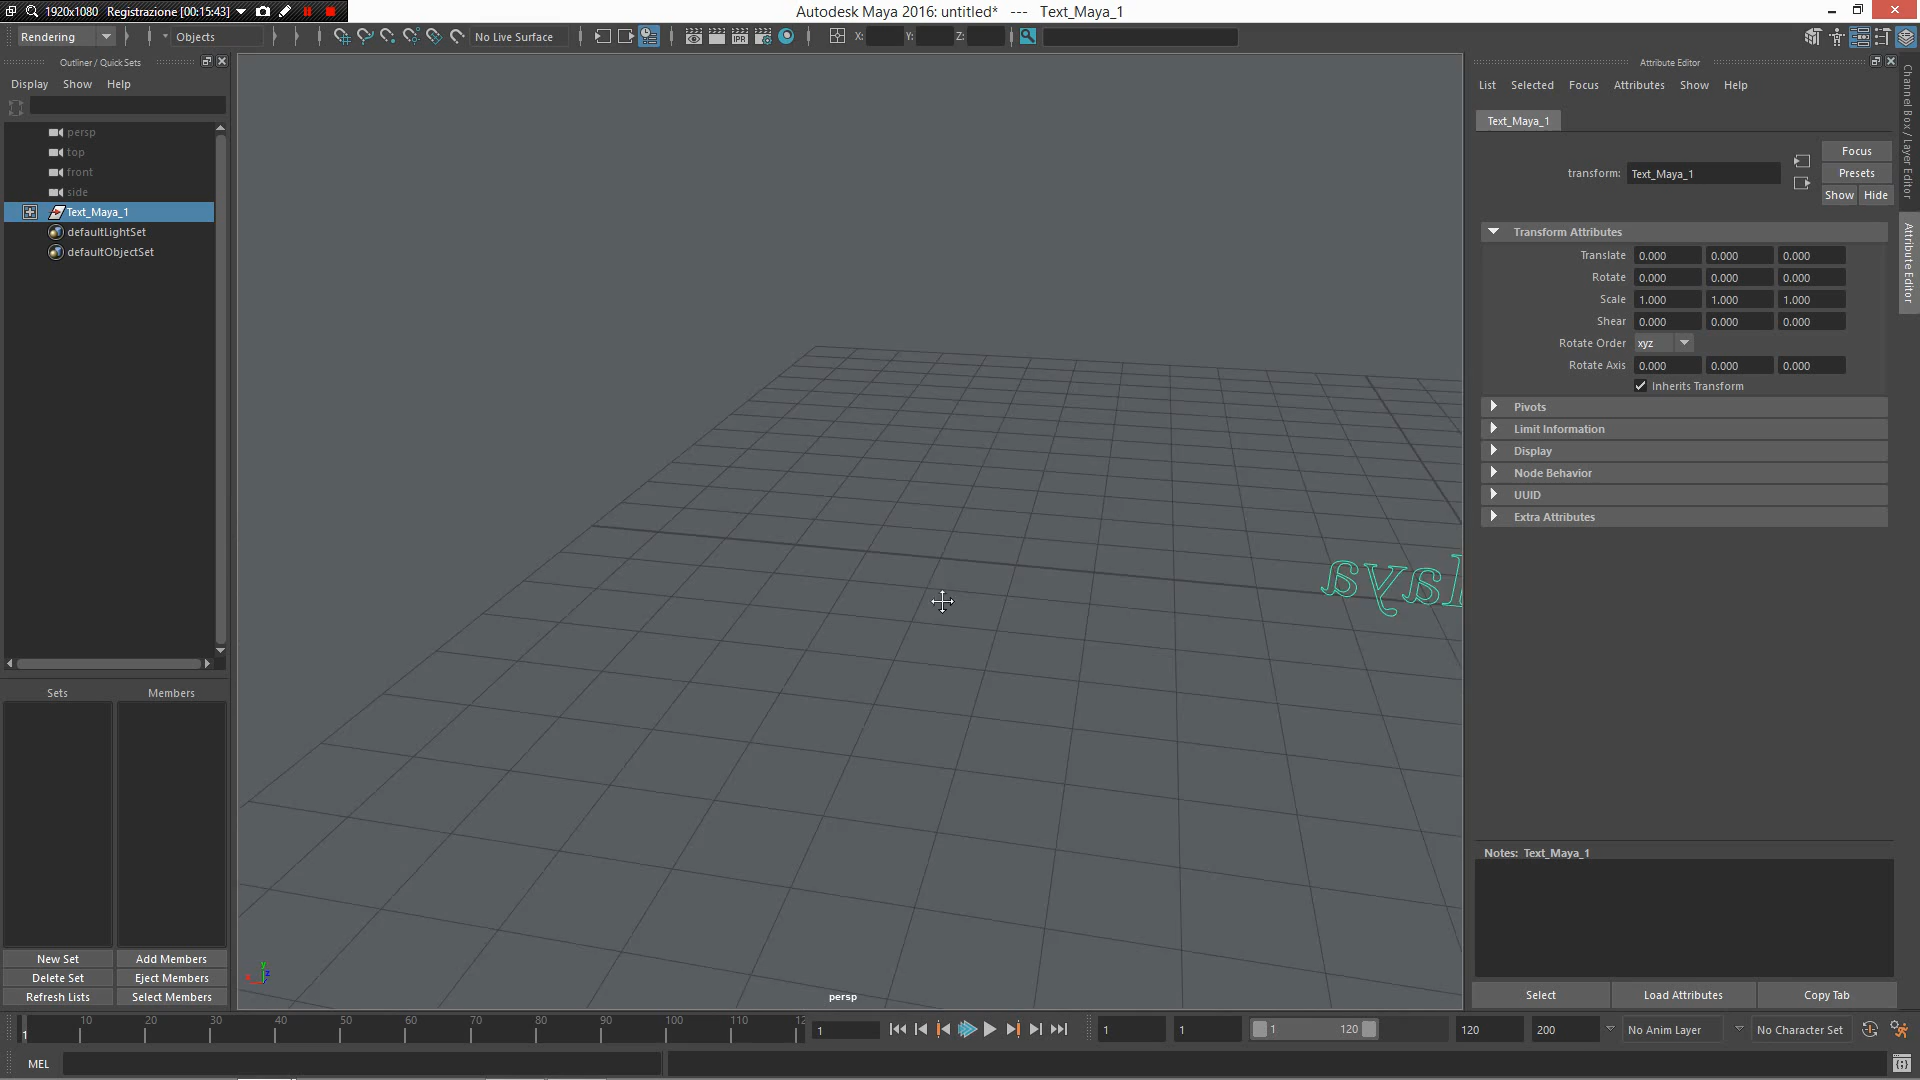 1920x1080 Registrazione [00:15:43]
Autodesk Maya 2016: untitled* --- Text_Maya_1
Rendering Objects No Live Surface IPR X: Y: Z:
Outliner / Quick Sets
Display Show Help
persp
top
front
side
Text_Maya_1
defaultLightSet
defaultObjectSet
Sets Members
New Set Add Members
Delete Set Eject Members
Refresh Lists Select Members
y
x z
persp
Attribute Editor
List Selected Focus Attributes Show Help
Text_Maya_1
Focus
transform: Text_Maya_1 Presets
Show Hide
Transform Attributes
Translate 0.000 0.000 0.000
Rotate 0.000 0.000 0.000
Scale 1.000 1.000 1.000
Shear 0.000 0.000 0.000
Rotate Order xyz
Rotate Axis 0.000 0.000 0.000
Inherits Transform
Pivots
Limit Information
Display
Node Behavior
UUID
Extra Attributes
Notes: Text_Maya_1
Select Load Attributes Copy Tab
Channel Box / Layer Editor
Attribute Editor
1 10 20 30 40 50 60 70 80 90 100 110 12
1 1 1 1 120 120 200 No Anim Layer No Character Set
MEL